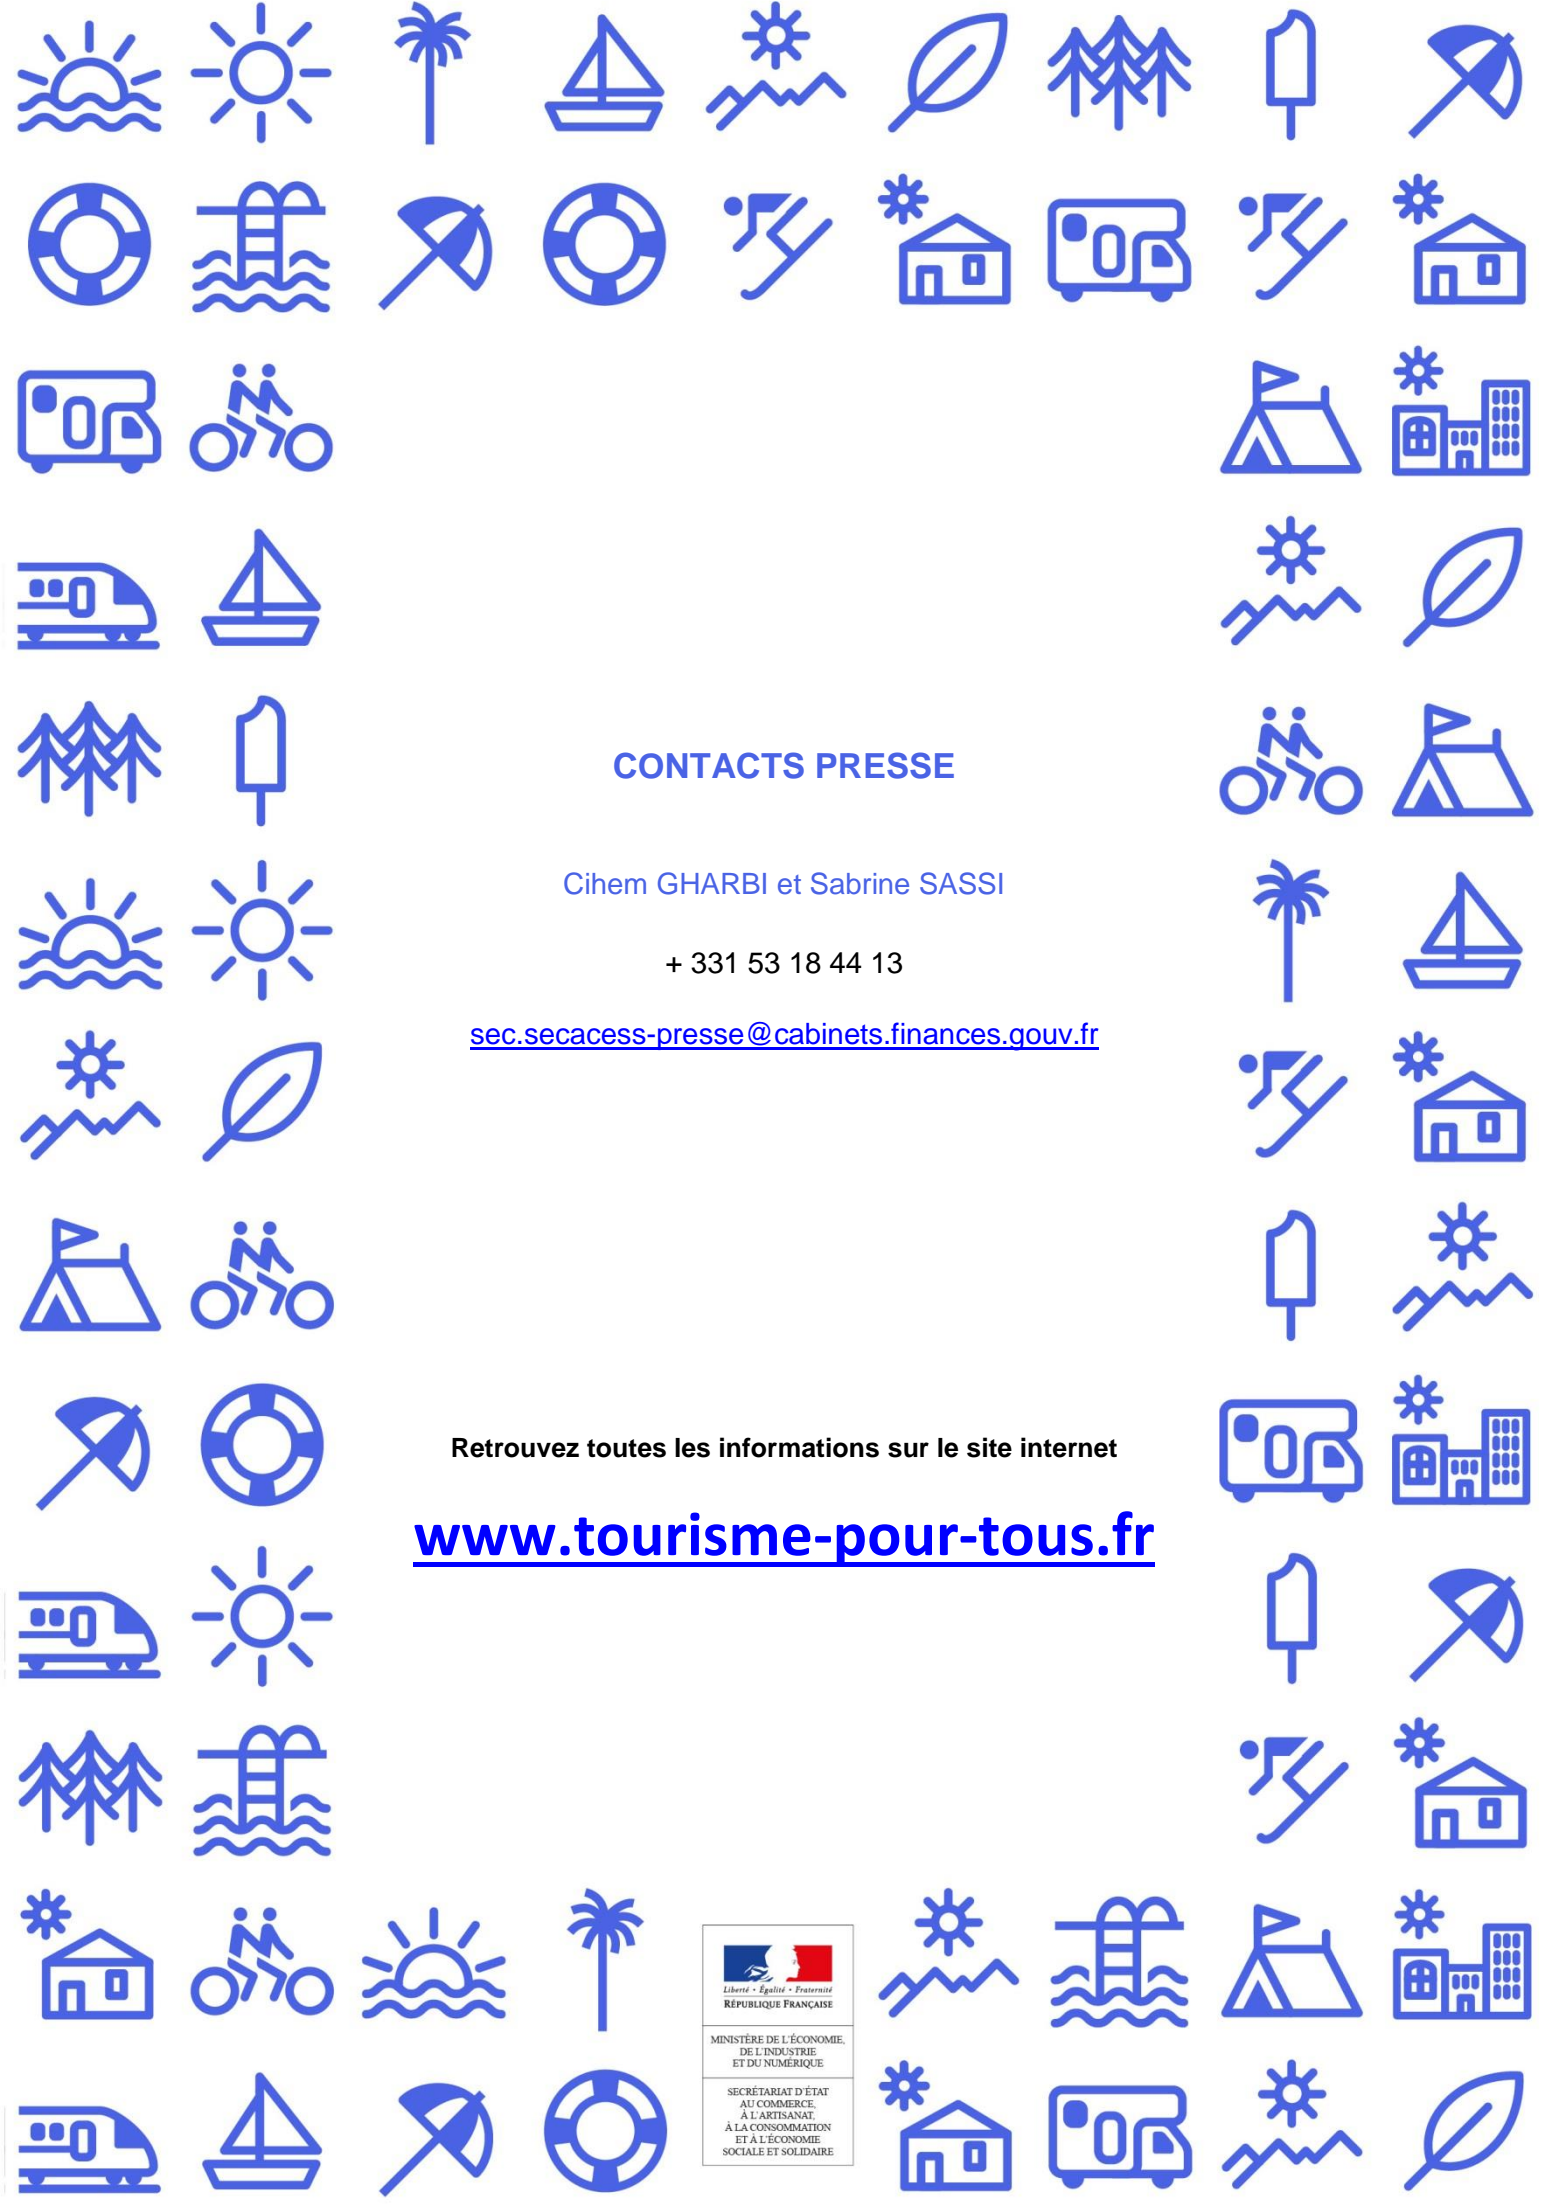 CONTACTS PRESSE
Cihem GHARBI et Sabrine SASSI
+ 331 53 18 44 13
sec.secacess-presse@cabinets.finances.gouv.fr
Retrouvez toutes les informations sur le site internet
www.tourisme-pour-tous.fr
Liberté • Égalité • Fraternité
RÉPUBLIQUE FRANÇAISE
MINISTÈRE DE L'ÉCONOMIE,
DE L'INDUSTRIE
ET DU NUMÉRIQUE
SECRÉTARIAT D'ÉTAT
AU COMMERCE,
À L'ARTISANAT,
À LA CONSOMMATION
ET À L'ÉCONOMIE
SOCIALE ET SOLIDAIRE